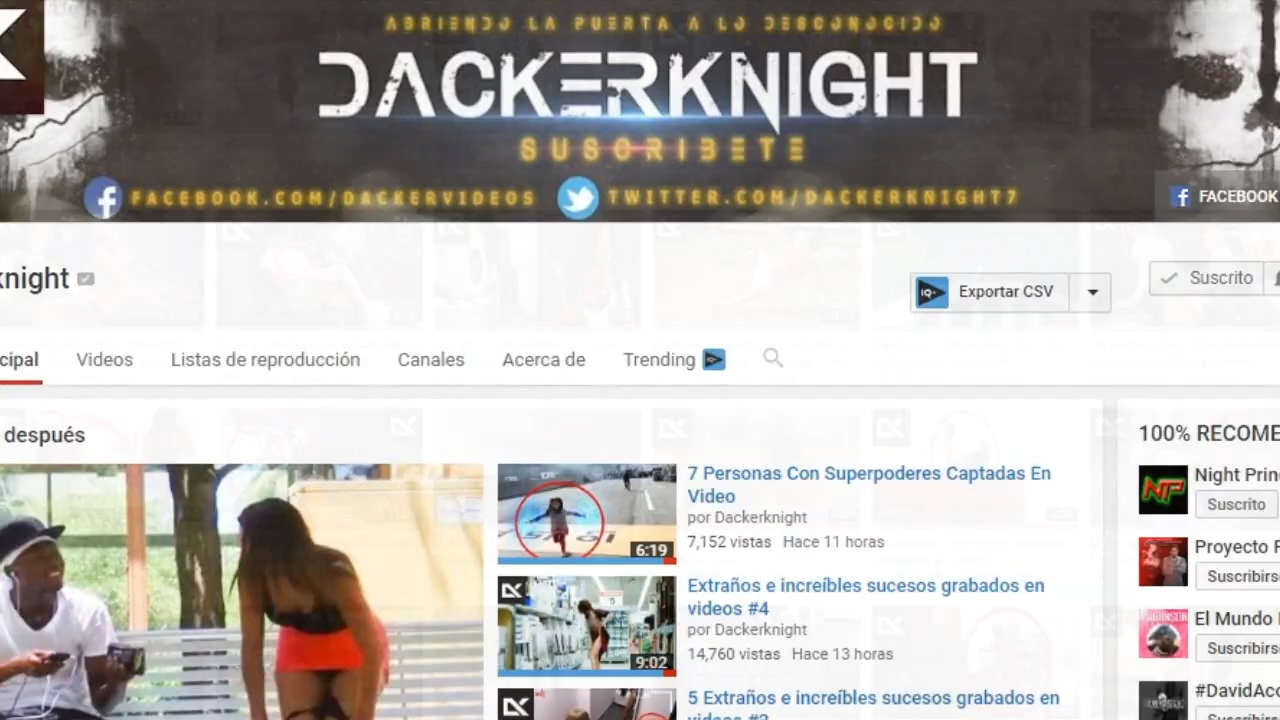 ABRIENDO LA PUERTA A LO DESCONOCIDO
DACKERKNIGHT
SUSCRIBETE
FACEBOOK.COM/DACKERVIDEOS
TWITTER.COM/DACKERKNIGHT7
FACEBOOK
knight
IQ
Exportar CSV
Suscrito
cipal
Videos
Listas de reproducción
Canales
Acerca de
Trending
después
7 Personas Con Superpoderes Captadas En
Video
por Dackerknight
7,152 vistas Hace 11 horas
6:19
Extraños e increíbles sucesos grabados en
videos #4
por Dackerknight
14,760 vistas Hace 13 horas
9:02
5 Extraños e increíbles sucesos grabados en
100% RECOME
NP
Night Prin
Suscrito
Proyecto
Suscribirs
El Mundo
Suscribirs
#DavidAc